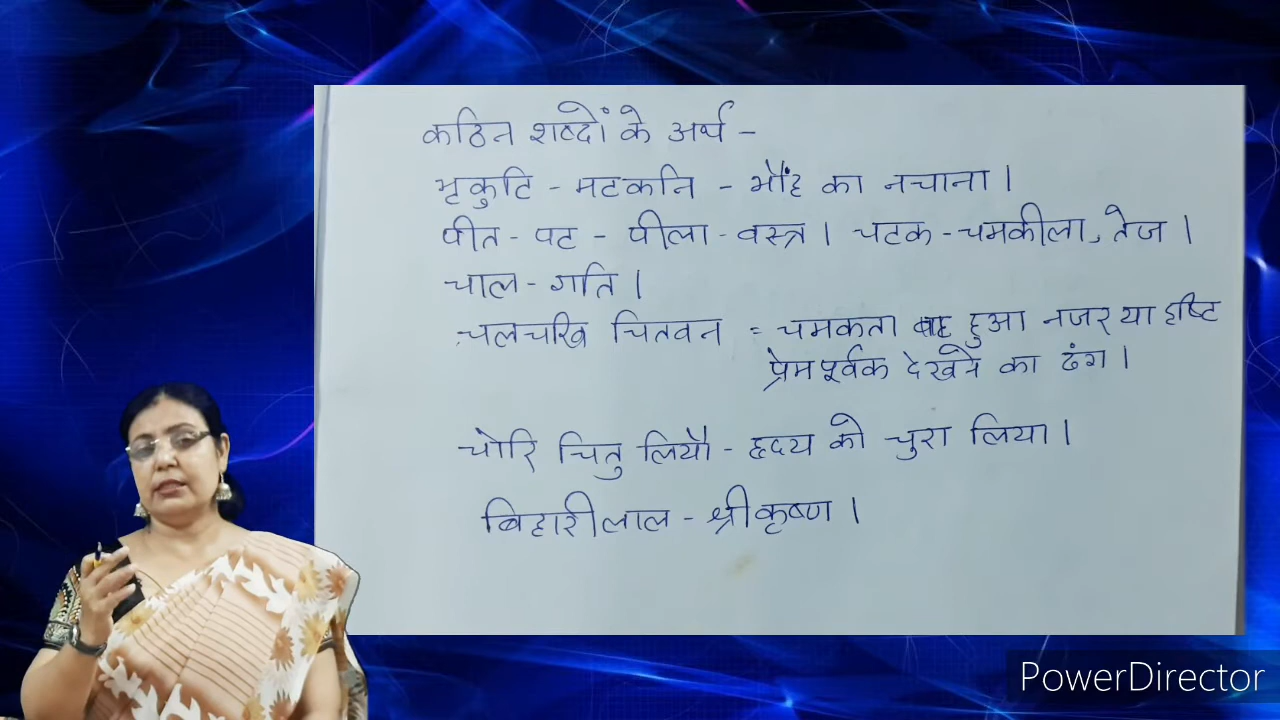 कठिन शब्दों के अर्थ -
भृकुटि - मटकनि - भौंह का नचाना।
पीत - पट - पीला - वस्त्र। चटक - चमकीला, तेज।
चाल - गति।
चलचखि चितवन = चमकता हुआ नजर या दृष्टि
प्रेमपूर्वक देखने का ढंग।
चोरि चितु लियौ - हृदय को चुरा लिया।
बिहारीलाल - श्रीकृष्ण।
PowerDirector